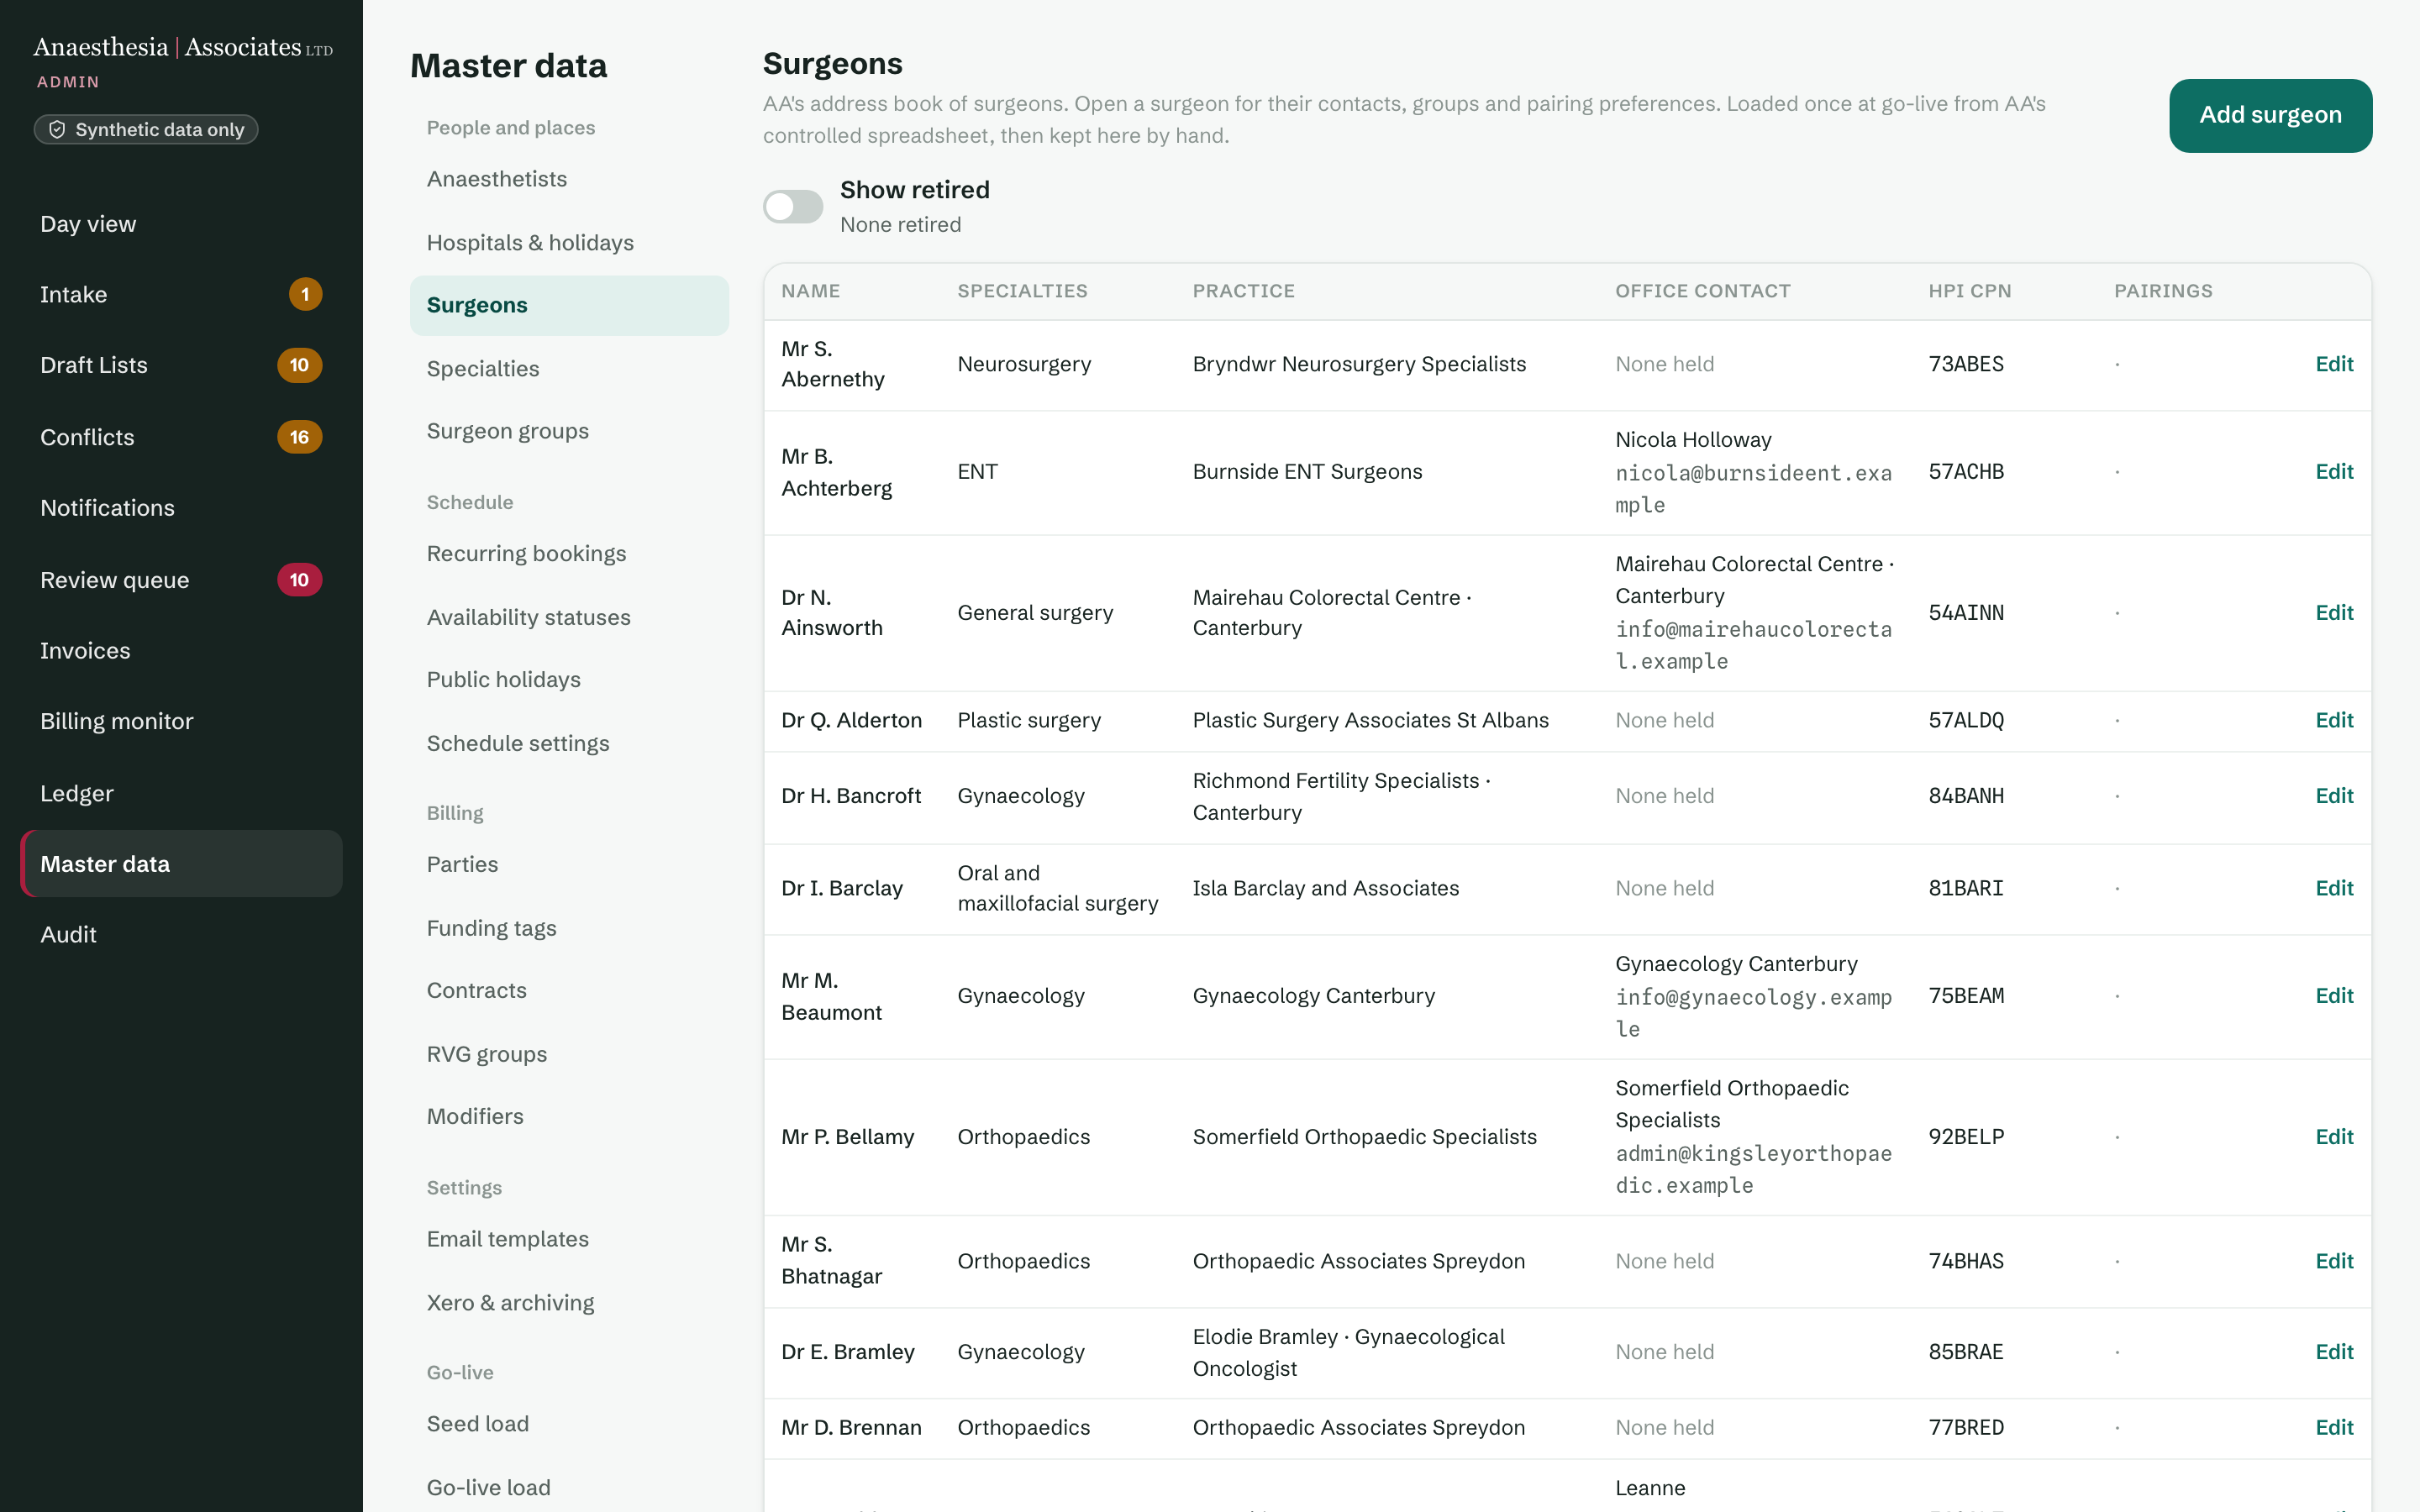 Anaesthesia | Associates LTD
ADMIN
Synthetic data only
Day view
Intake 1
Draft Lists 10
Conflicts 16
Notifications
Review queue 10
Invoices
Billing monitor
Ledger
Master data
Audit
Master data
People and places
Anaesthetists
Hospitals & holidays
Surgeons
Specialties
Surgeon groups
Schedule
Recurring bookings
Availability statuses
Public holidays
Schedule settings
Billing
Parties
Funding tags
Contracts
RVG groups
Modifiers
Settings
Email templates
Xero & archiving
Go-live
Seed load
Go-live load
Surgeons
AA's address book of surgeons. Open a surgeon for their contacts, groups and pairing preferences. Loaded once at go-live from AA's
controlled spreadsheet, then kept here by hand.
Add surgeon
Show retired
None retired
NAME SPECIALTIES PRACTICE OFFICE CONTACT HPI CPN PAIRINGS
Mr S.
Abernethy
Neurosurgery
Bryndwr Neurosurgery Specialists
None held
73ABES
·
Edit
Mr B.
Achterberg
ENT
Burnside ENT Surgeons
Nicola Holloway
nicola@burnsideent.exa
mple
57ACHB
·
Edit
Dr N.
Ainsworth
General surgery
Mairehau Colorectal Centre ·
Canterbury
Mairehau Colorectal Centre ·
Canterbury
info@mairehaucolorecta
l.example
54AINN
·
Edit
Dr Q. Alderton
Plastic surgery
Plastic Surgery Associates St Albans
None held
57ALDQ
·
Edit
Dr H. Bancroft
Gynaecology
Richmond Fertility Specialists ·
Canterbury
None held
84BANH
·
Edit
Dr I. Barclay
Oral and
maxillofacial surgery
Isla Barclay and Associates
None held
81BARI
·
Edit
Mr M.
Beaumont
Gynaecology
Gynaecology Canterbury
Gynaecology Canterbury
info@gynaecology.examp
le
75BEAM
·
Edit
Mr P. Bellamy
Orthopaedics
Somerfield Orthopaedic Specialists
Somerfield Orthopaedic
Specialists
admin@kingsleyorthopae
dic.example
92BELP
·
Edit
Mr S.
Bhatnagar
Orthopaedics
Orthopaedic Associates Spreydon
None held
74BHAS
·
Edit
Dr E. Bramley
Gynaecology
Elodie Bramley · Gynaecological
Oncologist
None held
85BRAE
·
Edit
Mr D. Brennan
Orthopaedics
Orthopaedic Associates Spreydon
None held
77BRED
·
Edit
Leanne